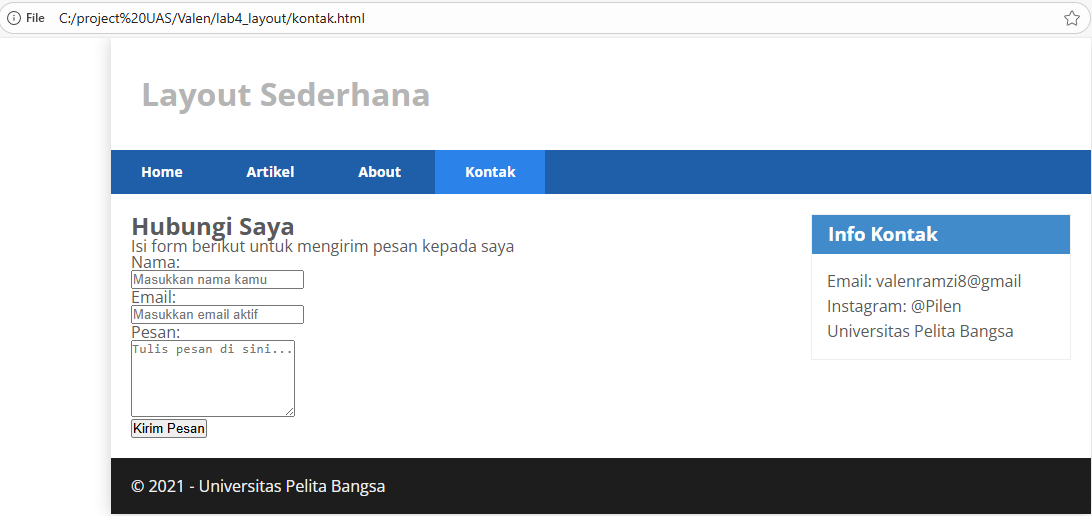 File C:/project%20UAS/Valen/lab4_layout/kontak.html
Layout Sederhana
Home Artikel About Kontak
Hubungi Saya
Isi form berikut untuk mengirim pesan kepada saya
Nama:
Masukkan nama kamu
Email:
Masukkan email aktif
Pesan:
Tulis pesan di sini...
Kirim Pesan
Info Kontak
Email: valenramzi8@gmail
Instagram: @Pilen
Universitas Pelita Bangsa
© 2021 - Universitas Pelita Bangsa